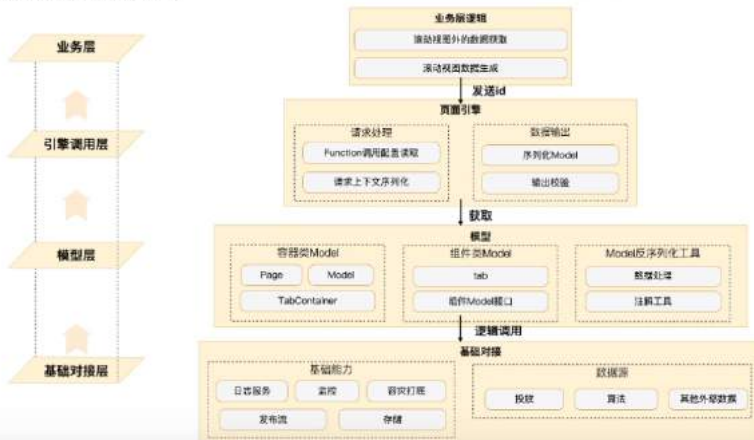 业务层
引擎调用层
模型层
基础对接层
业务层逻辑
滚动视图外的数据获取
滚动视图数据生成
发送id
页面引擎
请求处理
Function调用配置读取
请求上下文序列化
数据输出
序列化Model
输出校验
获取
模型
容器类Model
Page
Model
TabContainer
组件类Model
tab
组件Model接口
Model反序列化工具
数据处理
注解工具
逻辑调用
基础对接
基础能力
日志服务
监控
容灾打底
发布流
存储
数据源
投放
算法
其他外部数据